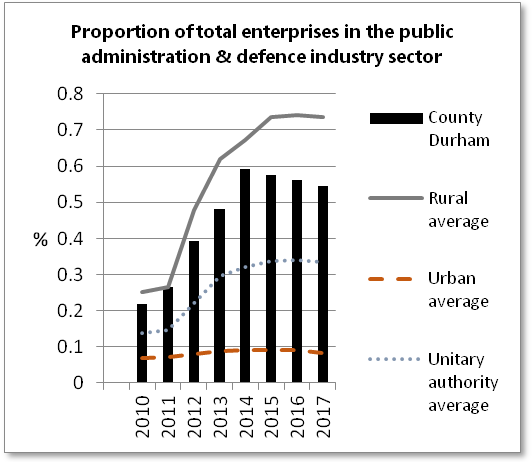 Proportion of total enterprises in the public
administration & defence industry sector
0.8
0.7
0.6
0.5
0.4
0.3
0.2
0.1
0
%
2010
2011
2012
2013
2014
2015
2016
2017
County
Durham
Rural
average
Urban
average
Unitary
authority
average